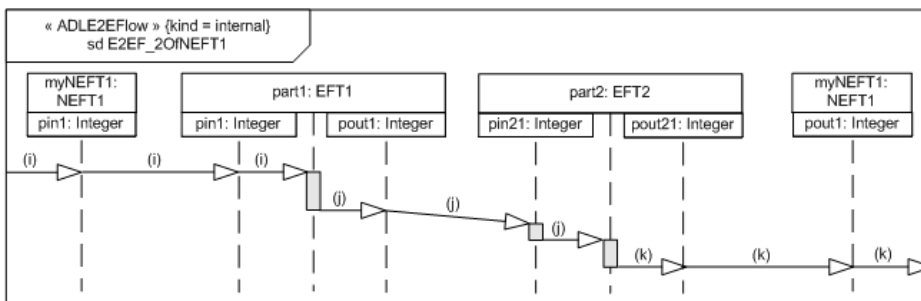 « ADLE2EFlow » {kind = internal}
sd E2EF_2OfNEFT1
myNEFT1:
NEFT1
pin1: Integer
part1: EFT1
pin1: Integer
pout1: Integer
part2: EFT2
pin21: Integer
pout21: Integer
myNEFT1:
NEFT1
pout1: Integer
(i)
(i)
(i)
(j)
(j)
(j)
(k)
(k)
(k)